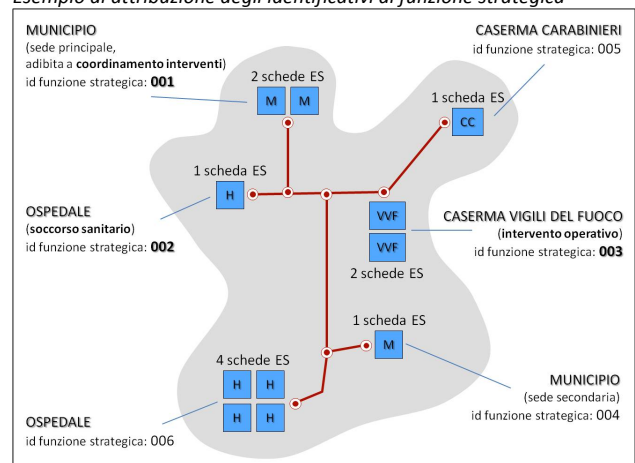 Esempio di attribuzione degli identificativi di funzione strategica
MUNICIPIO
(sede principale,
adibita a coordinamento interventi)
id funzione strategica: 001
2 schede ES
M M
CASERMA CARABINIERI
id funzione strategica: 005
1 scheda ES
CC
1 scheda ES
H
OSPEDALE
(soccorso sanitario)
id funzione strategica: 002
VVF
VVF
2 schede ES
CASERMA VIGILI DEL FUOCO
(intervento operativo)
id funzione strategica: 003
1 scheda ES
M
MUNICIPIO
(sede secondaria)
id funzione strategica: 004
4 schede ES
H H
H H
OSPEDALE
id funzione strategica: 006